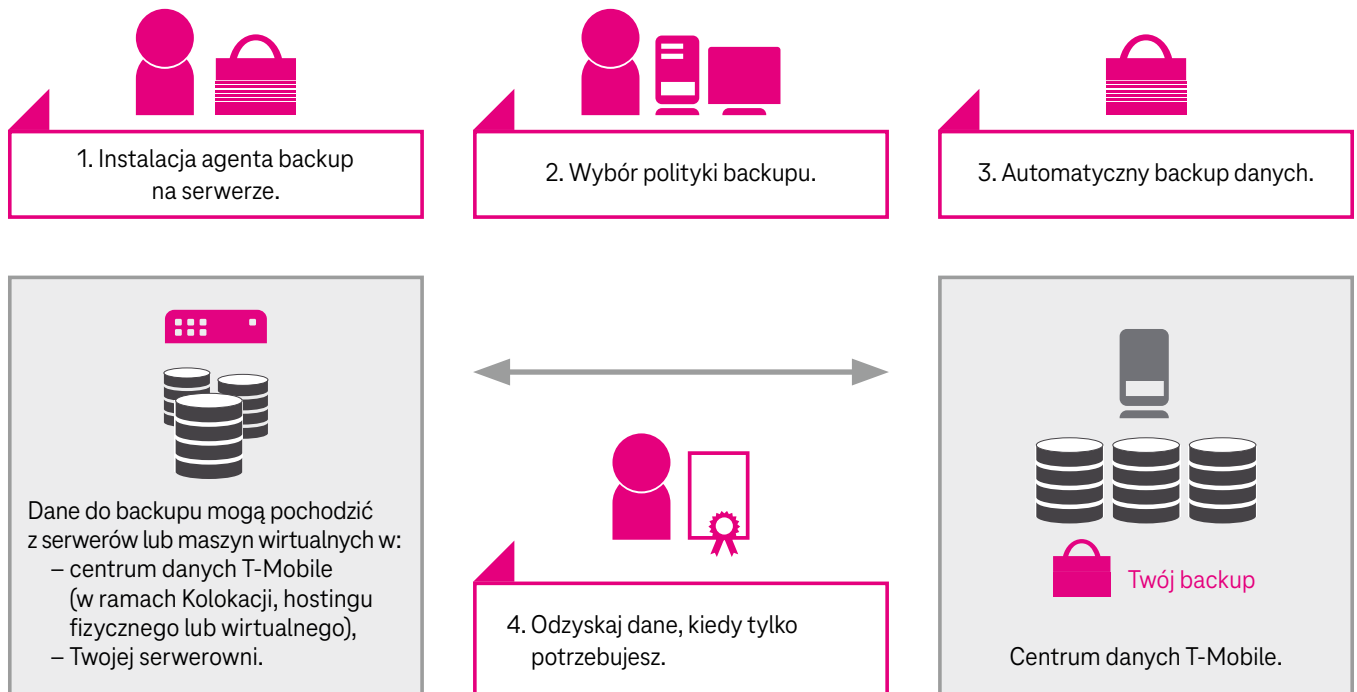 1. Instalacja agenta backup
na serwerze.
2. Wybór polityki backupu.
3. Automatyczny backup danych.
Dane do backupu mogą pochodzić
z serwerów lub maszyn wirtualnych w:
– centrum danych T-Mobile
(w ramach Kolokacji, hostingu
fizycznego lub wirtualnego),
– Twojej serwerowni.
4. Odzyskaj dane, kiedy tylko
potrzebujesz.
Twój backup
Centrum danych T-Mobile.